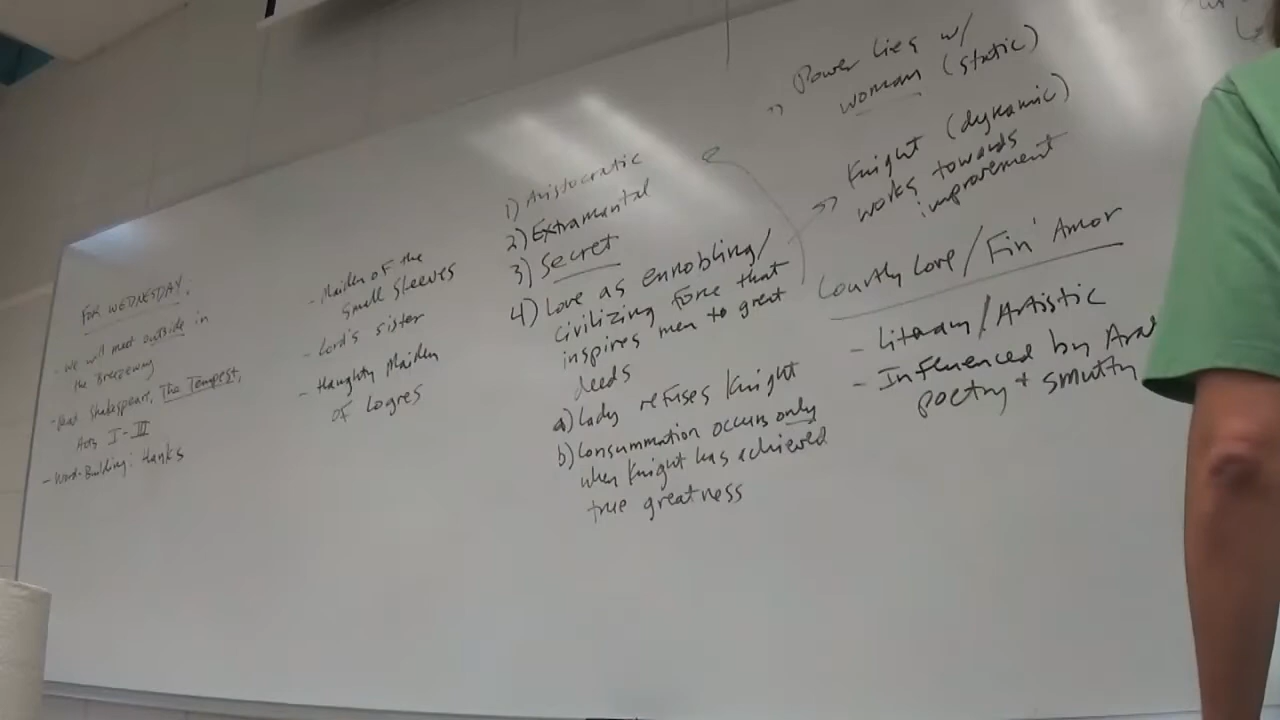 FOR WEDNESDAY:
- We will meet outside in
the Breezeway
- Read Shakespeare, The Tempest,
Acts I-III
- Word-Building: thanks
- Maiden of the
Small Sleeves
- Lord's sister
- Haughty Maiden
of Logres
1) Aristocratic
2) Extramarital
3) Secret
4) Love as ennobling/
civilizing force that
inspires men to great
deeds
a) Lady refuses Knight
b) Consummation occurs only
when Knight has achieved
true greatness
Power lies w/
woman (static)
Knight (dynamic)
works towards
improvement
Courtly Love/Fin' Amor
- Literary/Artistic
- Influenced by Arab
poetry +